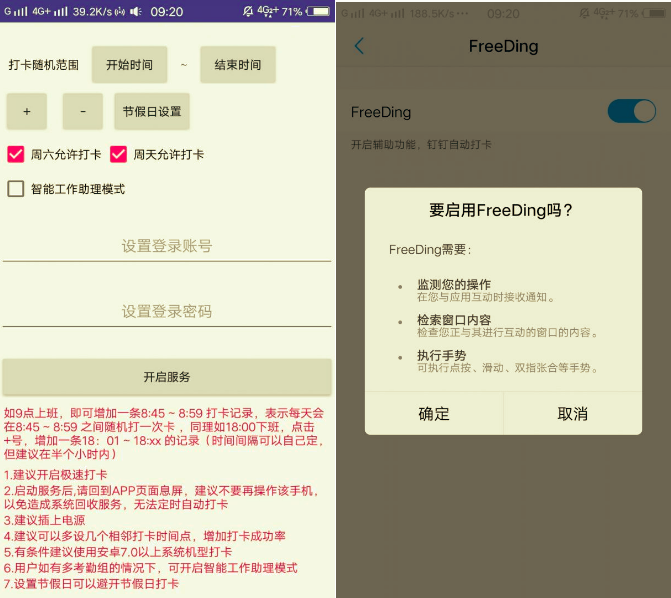 G 4G+ 39.2K/s 09:20 4G2+ 71%
打卡随机范围 开始时间 ~ 结束时间
+ - 节假日设置
周六允许打卡 周天允许打卡
智能工作助理模式
设置登录账号
设置登录密码
开启服务
如9点上班，即可增加一条8:45 ~ 8:59 打卡记录，表示每天会
在8:45 ~ 8:59 之间随机打一次卡 ，同理如18:00下班，点击
+号，增加一条18：01 ~ 18:xx 的记录（时间间隔可以自己定，
但建议在半个小时内）
1.建议开启极速打卡
2.启动服务后,请回到APP页面息屏，建议不要再操作该手机，
以免造成系统回收服务，无法定时自动打卡
3.建议插上电源
4.建议可以多设几个相邻打卡时间点，增加打卡成功率
5.有条件建议使用安卓7.0以上系统机型打卡
6.用户如有多考勤组的情况下，可开启智能工作助理模式
7.设置节假日可以避开节假日打卡
G 4G+ 188.5K/s 09:20 4G2+ 71%
FreeDing
FreeDing
开启辅助功能，钉钉自动打卡
要启用FreeDing吗？
FreeDing需要：
• 监测您的操作
在您与应用互动时接收通知。
• 检索窗口内容
检查您正与其进行互动的窗口的内容。
• 执行手势
可执行点按、滑动、双指张合等手势。
确定 取消